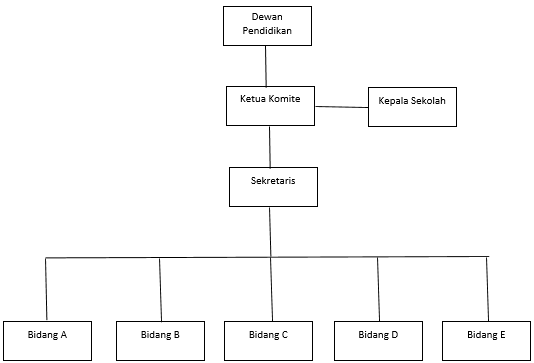 Dewan
Pendidikan
Ketua Komite
Kepala Sekolah
Sekretaris
Bidang A
Bidang B
Bidang C
Bidang D
Bidang E